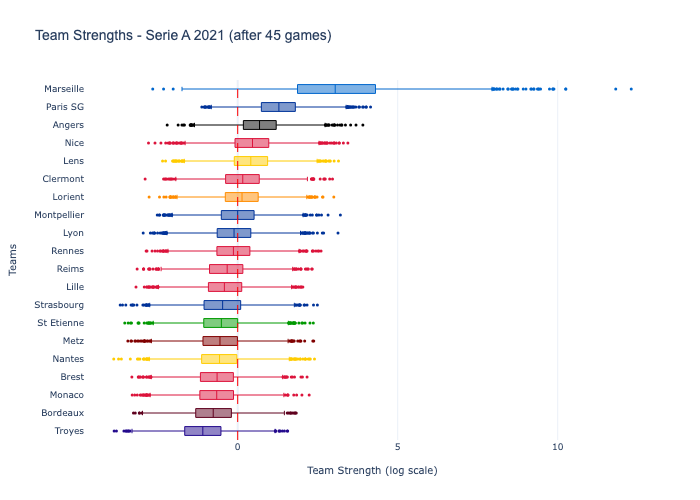 Team Strengths - Serie A 2021 (after 45 games)
Marseille
Paris SG
Angers
Nice
Lens
Clermont
Lorient
Montpellier
Lyon
Rennes
Reims
Lille
Strasbourg
St Etienne
Metz
Nantes
Brest
Monaco
Bordeaux
Troyes
Teams
0 5 10
Team Strength (log scale)